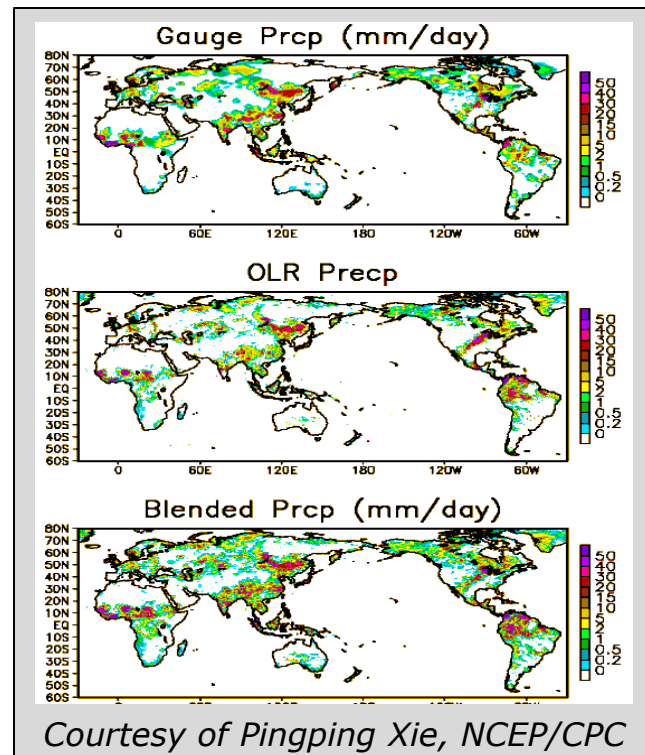 Gauge Prcp (mm/day)
80N
70N
60N
50N
40N
30N
20N
10N
EQ
10S
20S
30S
40S
50S
60S
0 60E 120E 180 120W 60W
50
40
30
20
15
10
5
2
1
0.5
0.2
0
OLR Precp
80N
70N
60N
50N
40N
30N
20N
10N
EQ
10S
20S
30S
40S
50S
60S
0 60E 120E 180 120W 60W
50
40
30
20
15
10
5
2
1
0.5
0.2
0
Blended Prcp (mm/day)
80N
70N
60N
50N
40N
30N
20N
10N
EQ
10S
20S
30S
40S
50S
60S
0 60E 120E 180 120W 60W
50
40
30
20
15
10
5
2
1
0.5
0.2
0
Courtesy of Pingping Xie, NCEP/CPC